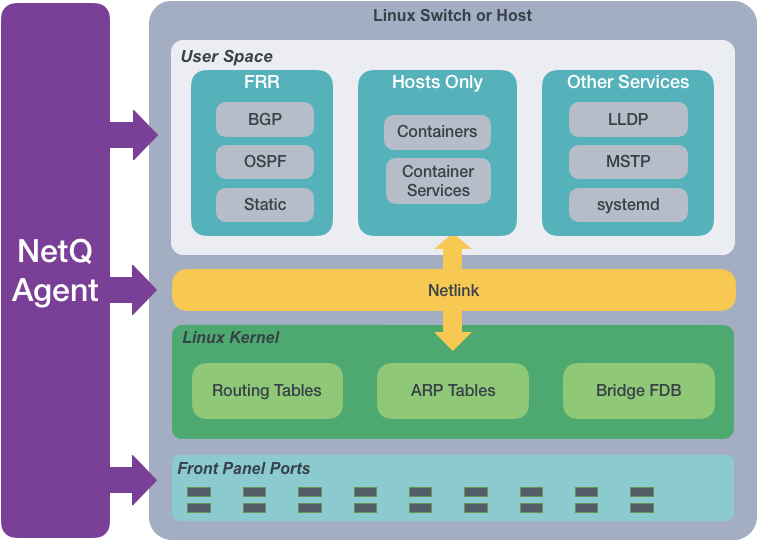 Linux Switch or Host
User Space
FRR
BGP
OSPF
Static
Hosts Only
Containers
Container
Services
Other Services
LLDP
MSTP
systemd
NetQ
Agent
Netlink
Linux Kernel
Routing Tables
ARP Tables
Bridge FDB
Front Panel Ports